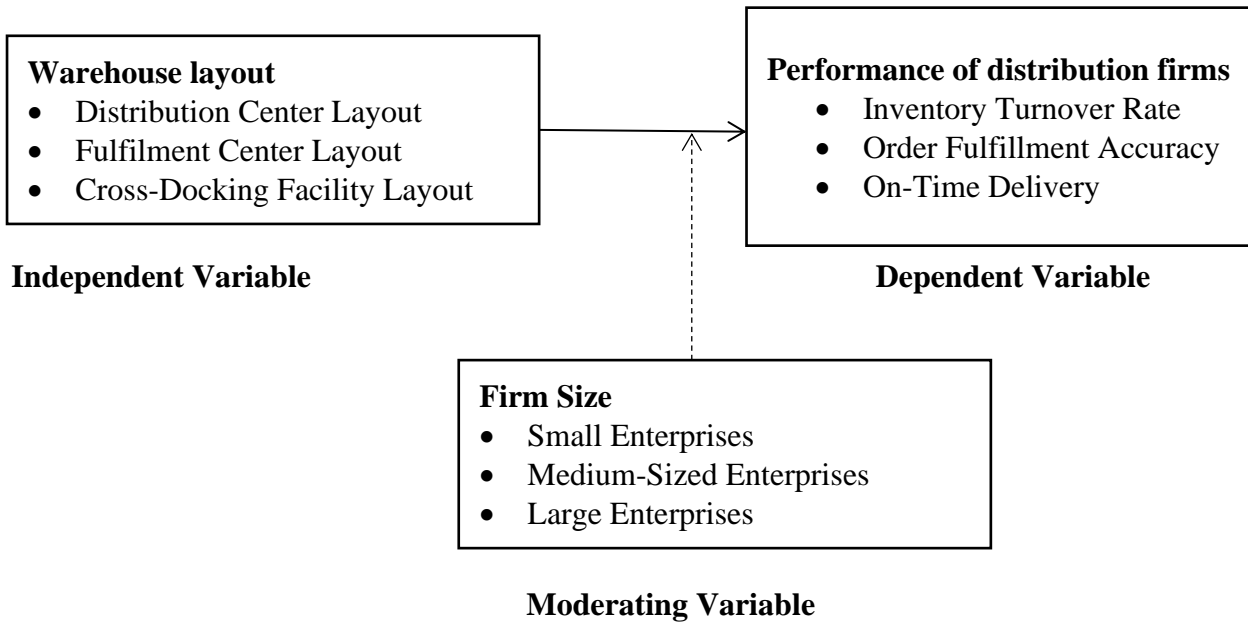 Warehouse layout
• Distribution Center Layout
• Fulfilment Center Layout
• Cross-Docking Facility Layout
Independent Variable
Performance of distribution firms
• Inventory Turnover Rate
• Order Fulfillment Accuracy
• On-Time Delivery
Dependent Variable
Firm Size
• Small Enterprises
• Medium-Sized Enterprises
• Large Enterprises
Moderating Variable